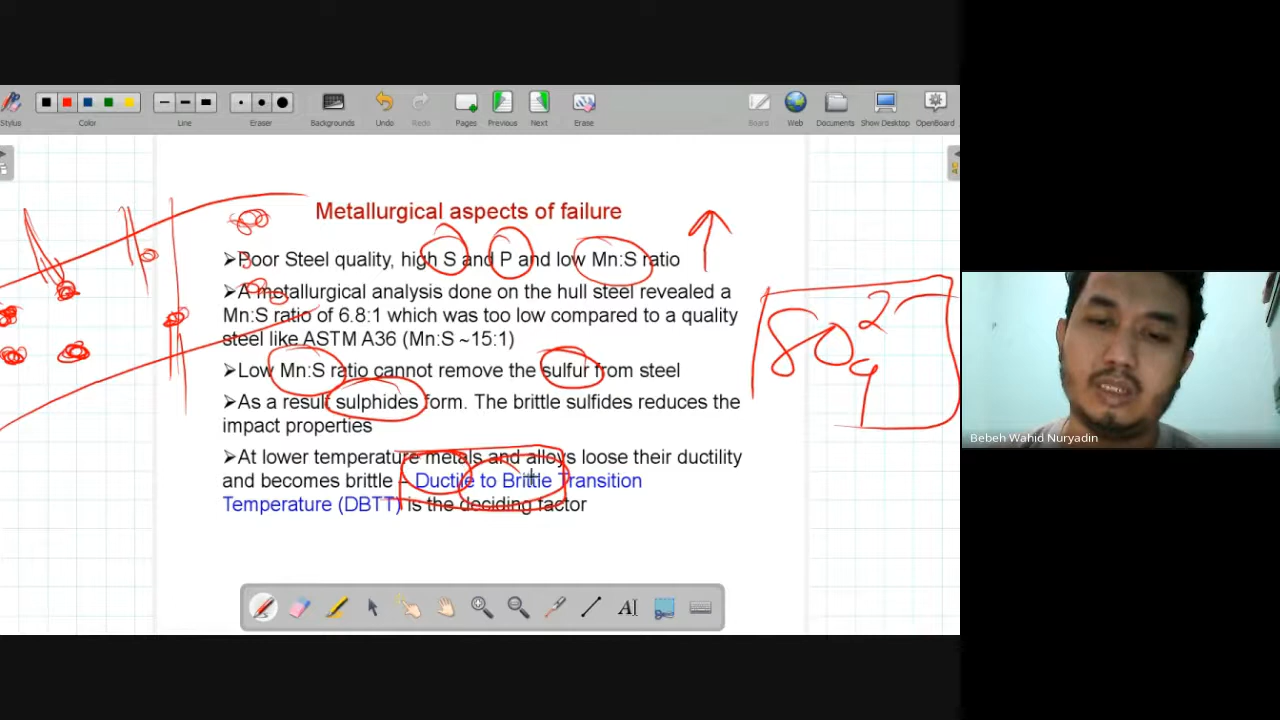 Stylus
Color
Line
Eraser
Backgrounds
Undo
Redo
Pages
Previous
Next
Erase
Board
Web
Documents
Show Desktop
OpenBoard
Metallurgical aspects of failure
➢Poor Steel quality, high S and P and low Mn:S ratio
➢A metallurgical analysis done on the hull steel revealed a
Mn:S ratio of 6.8:1 which was too low compared to a quality
steel like ASTM A36 (Mn:S ~15:1)
➢Low Mn:S ratio cannot remove the sulfur from steel
➢As a result sulphides form. The brittle sulfides reduces the
impact properties
➢At lower temperature metals and alloys loose their ductility
and becomes brittle – Ductile to Brittle Transition
Temperature (DBTT) is the deciding factor
Bebeh Wahid Nuryadin